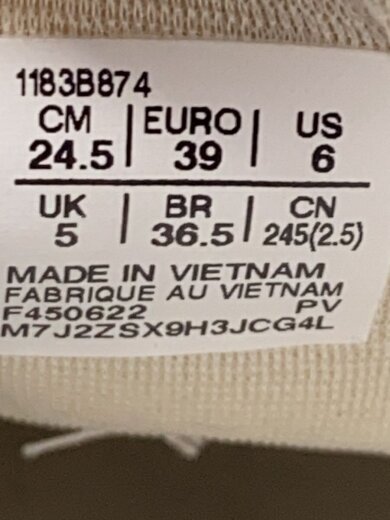 1183B874
CM | EURO | US
24.5 | 39 | 6
UK | BR CN
5 | 36.5 | 245(2.5)
MADE IN VIETNAM
FABRIQUE AU VIETNAM
F450622 PV
M7J2ZSX9H3JCG4L